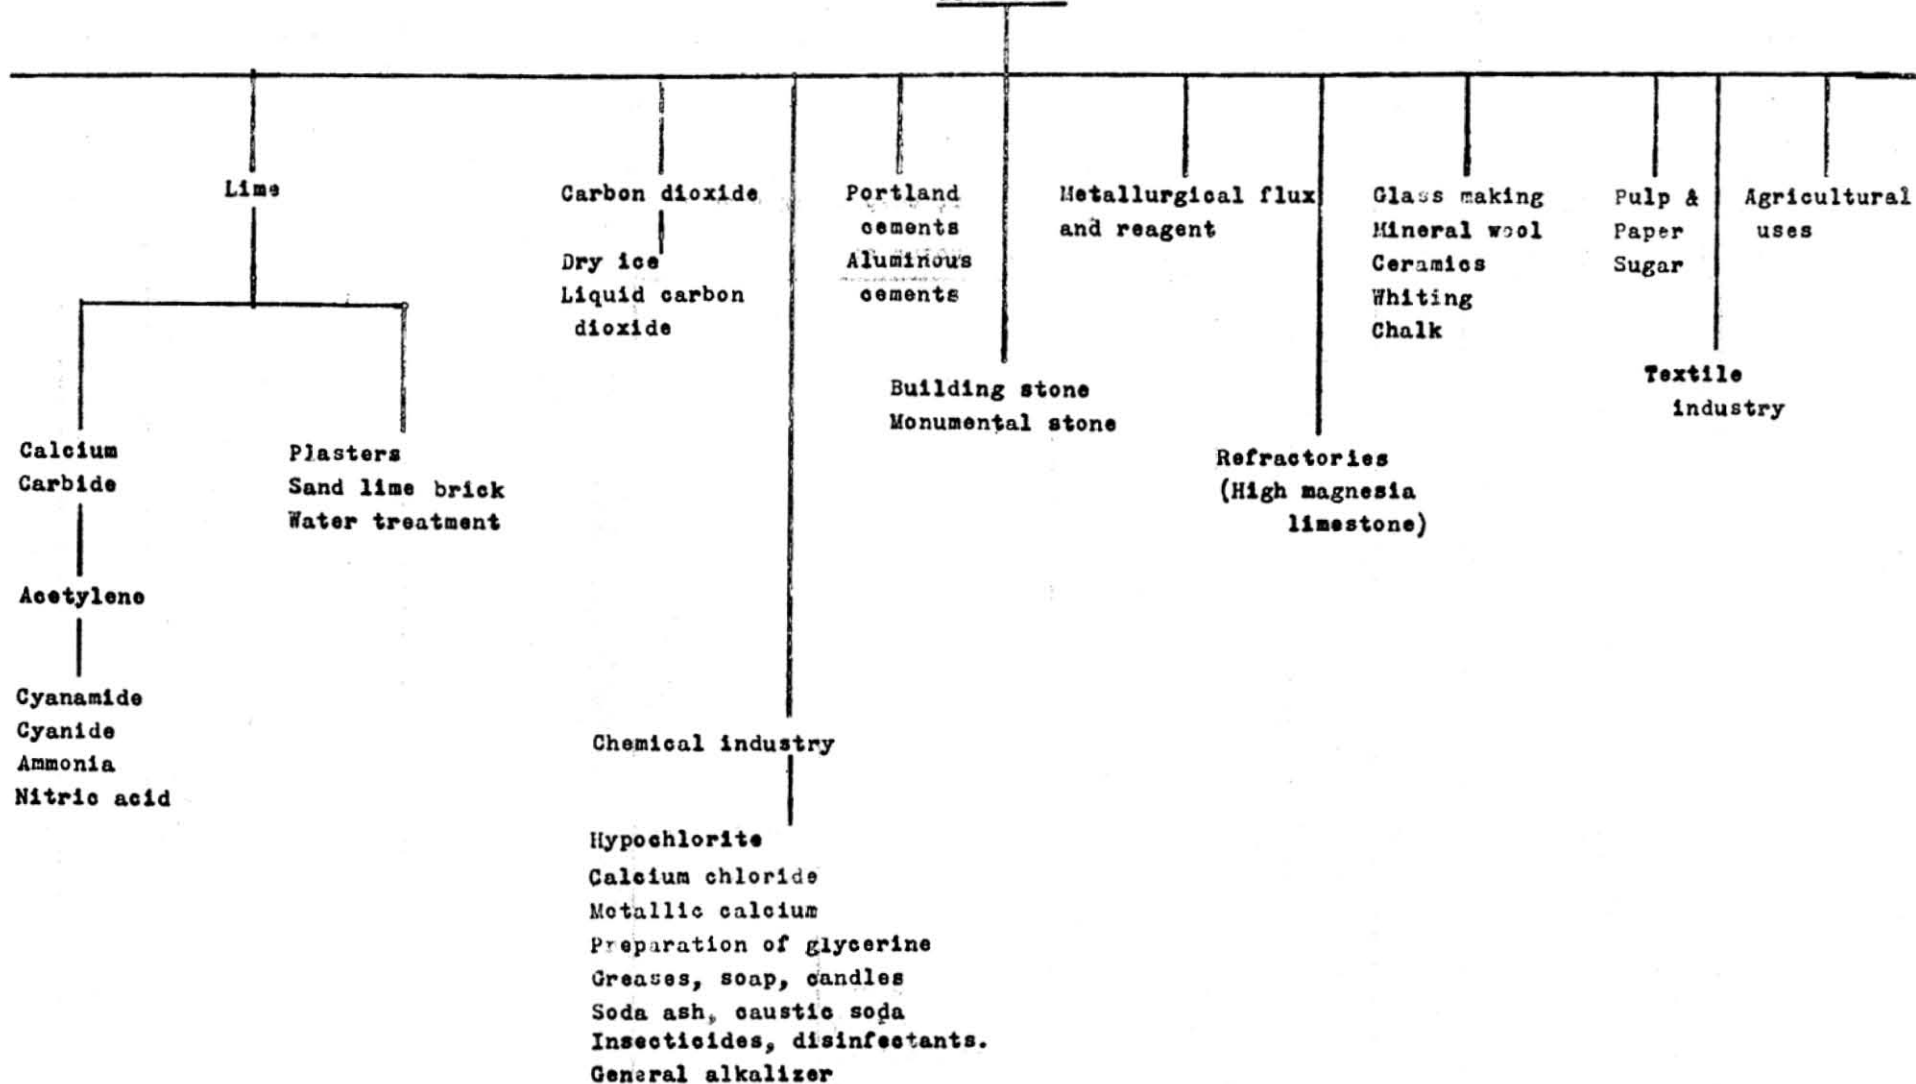 Lime
Calcium
Carbide
Acetylene
Cyanamide
Cyanide
Ammonia
Nitric acid
Plasters
Sand lime brick
Water treatment
Carbon dioxide
Dry ice
Liquid carbon
dioxide
Chemical industry
Hypochlorite
Calcium chloride
Metallic calcium
Preparation of glycerine
Greases, soap, candles
Soda ash, caustic soda
Insecticides, disinfectants.
General alkalizer
Portland
cements
Aluminous
cements
Building stone
Monumental stone
Metallurgical flux
and reagent
Refractories
(High magnesia
limestone)
Glass making
Mineral wool
Ceramics
Whiting
Chalk
Pulp &
Paper
Sugar
Textile
industry
Agricultural
uses